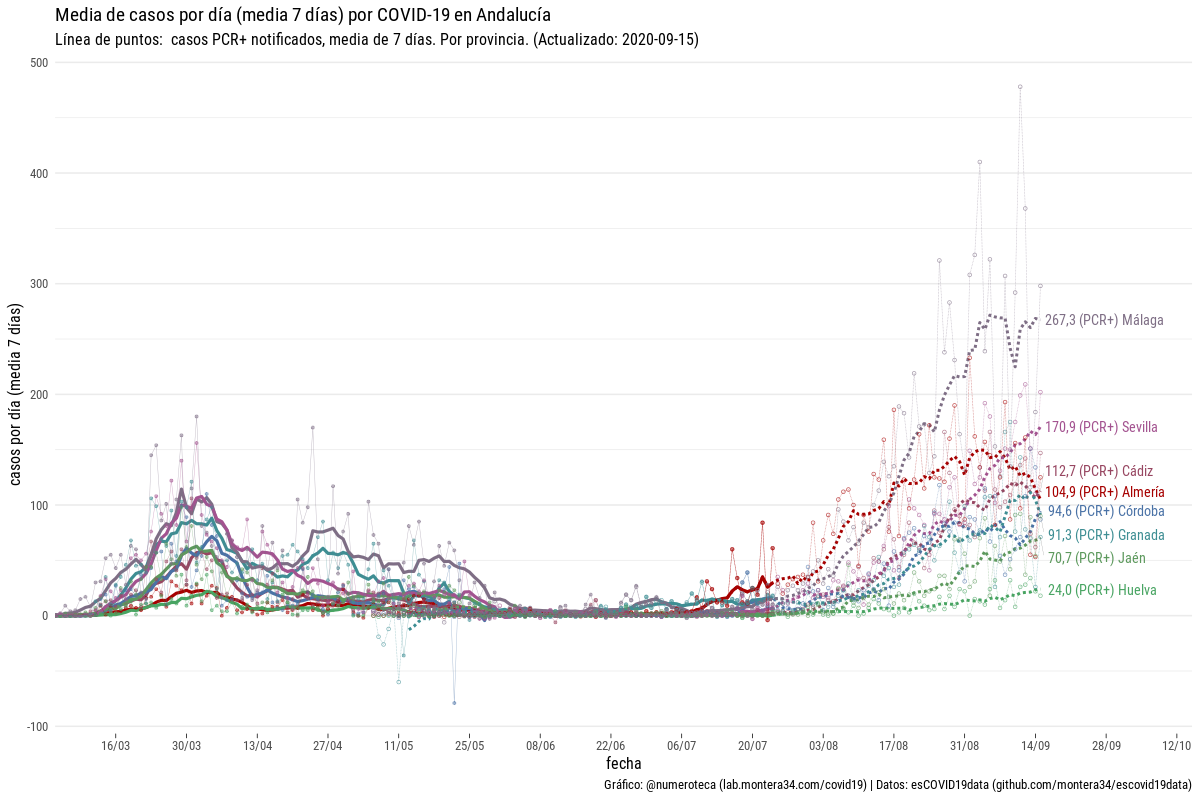 Media de casos por día (media 7 días) por COVID-19 en Andalucía
Línea de puntos:  casos PCR+ notificados, media de 7 días. Por provincia. (Actualizado: 2020-09-15)
500
400
300
200
100
0
-100
casos por día (media 7 días)
267,3 (PCR+) Málaga
170,9 (PCR+) Sevilla
112,7 (PCR+) Cádiz
104,9 (PCR+) Almería
94,6 (PCR+) Córdoba
91,3 (PCR+) Granada
70,7 (PCR+) Jaén
24,0 (PCR+) Huelva
16/03 30/03 13/04 27/04 11/05 25/05 08/06 22/06 06/07 20/07 03/08 17/08 31/08 14/09 28/09 12/10
fecha
Gráfico: @numeroteca (lab.montera34.com/covid19) | Datos: esCOVID19data (github.com/montera34/escovid19data)